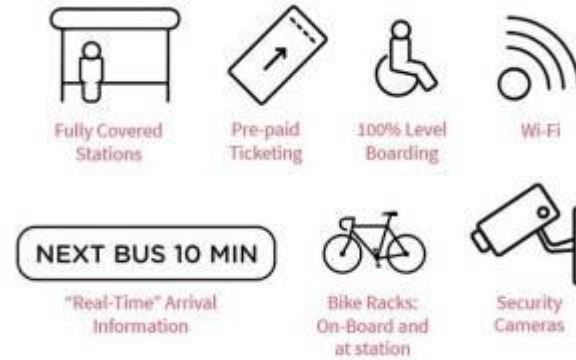 Fully Covered
Stations
Pre-paid
Ticketing
100% Level
Boarding
Wi-Fi
NEXT BUS 10 MIN
"Real-Time" Arrival
Information
Bike Racks:
On-Board and
at station
Security
Cameras